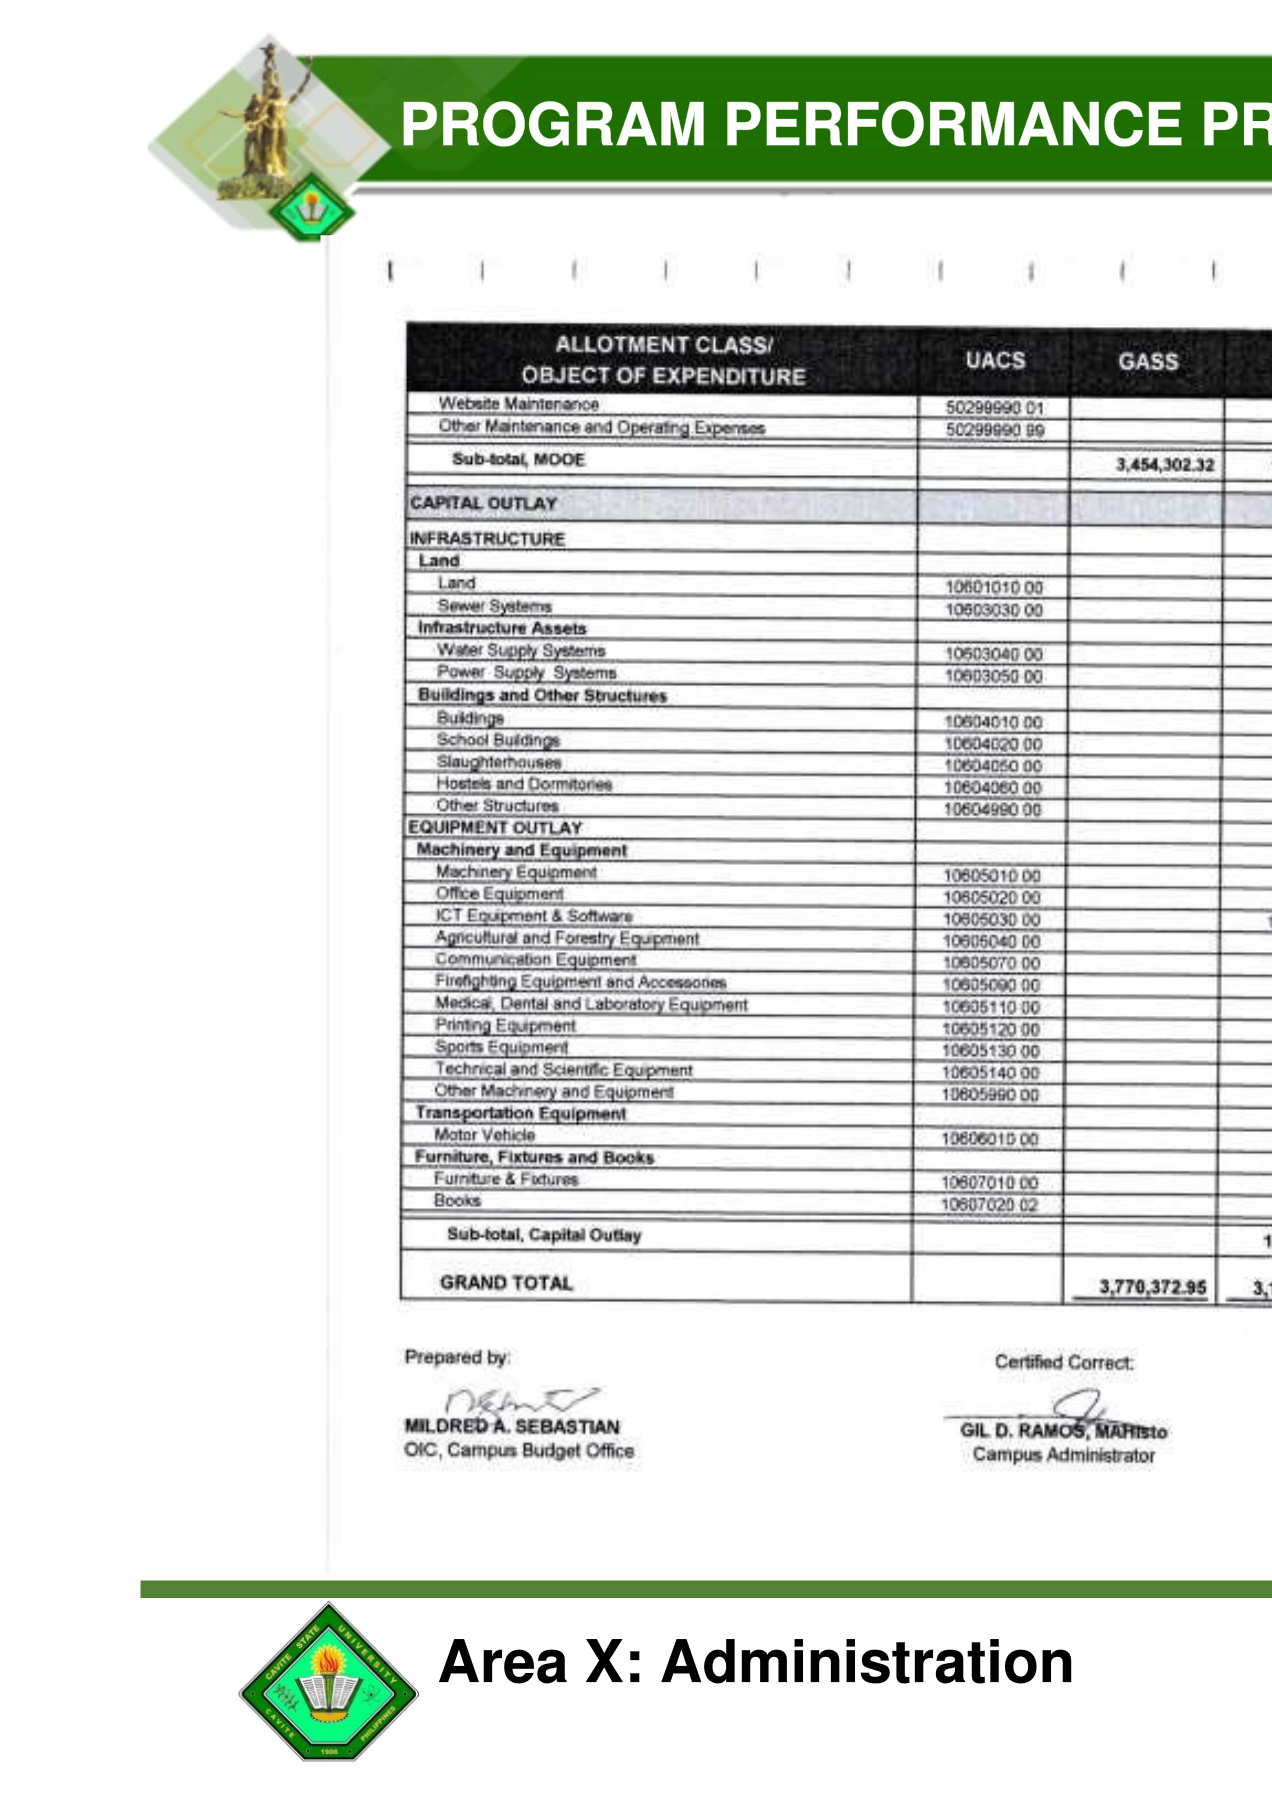 PROGRAM PERFORMANCE PR
ALLOTMENT CLASS/
OBJECT OF EXPENDITURE
UACS
GASS
Website Maintenance 50299990 01
Other Maintenance and Operating Expenses 50299990 99
Sub-total, MOOE 3,454,302.32
CAPITAL OUTLAY
INFRASTRUCTURE
Land
Land 10601010 00
Sewer Systems 10603030 00
Infrastructure Assets
Water Supply Systems 10603040 00
Power Supply Systems 10603050 00
Buildings and Other Structures
Buildings 10604010 00
School Buildings 10604020 00
Slaughterhouses 10604050 00
Hostels and Dormitories 10604060 00
Other Structures 10604990 00
EQUIPMENT OUTLAY
Machinery and Equipment
Machinery Equipment 10605010 00
Office Equipment 10605020 00
ICT Equipment & Software 10605030 00 1
Agricultural and Forestry Equipment 10605040 00
Communication Equipment 10605070 00
Firefighting Equipment and Accessories 10605090 00
Medical, Dental and Laboratory Equipment 10605110 00
Printing Equipment 10605120 00
Sports Equipment 10605130 00
Technical and Scientific Equipment 10605140 00
Other Machinery and Equipment 10605990 00
Transportation Equipment
Motor Vehicle 10606010 00
Furniture, Fixtures and Books
Furniture & Fixtures 10607010 00
Books 10607020 02
Sub-total, Capital Outlay 1
GRAND TOTAL 3,770,372.95 3,1
Prepared by:
Certified Correct:
MILDRED A. SEBASTIAN
OIC, Campus Budget Office
GIL D. RAMOS, MAHisto
Campus Administrator
CAVITE STATE UNIVERSITY
CAVITE PHILIPPINES
1906
Area X: Administration